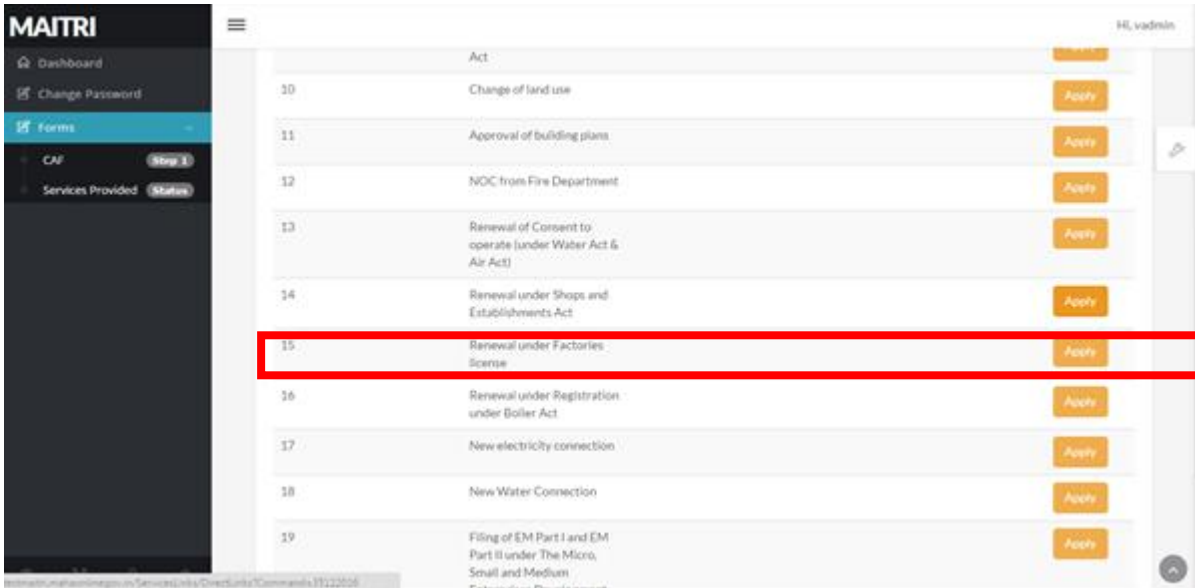 MAITRI
Hi, vadmin
Dashboard
Change Password
Forms
CAF Step 1
Services Provided Status
Act
10 Change of land use Apply
11 Approval of building plans Apply
12 NOC from Fire Department Apply
13 Renewal of Consent to Apply
operate (under Water Act &
Air Act)
14 Renewal under Shops and Apply
Establishments Act
15 Renewal under Factories Apply
license
16 Renewal under Registration Apply
under Boiler Act
17 New electricity connection Apply
18 New Water Connection Apply
19 Filing of EM Part I and EM Apply
Part II under The Micro,
Small and Medium